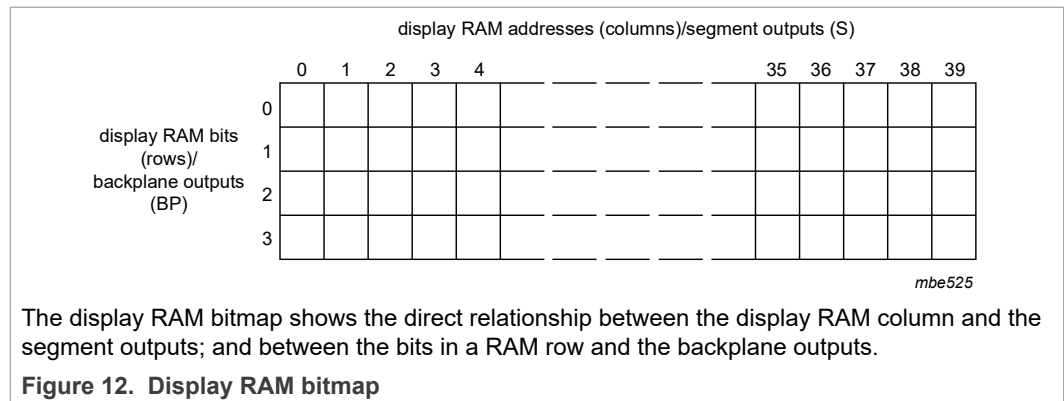 display RAM addresses (columns)/segment outputs (S)
0 1 2 3 4 35 36 37 38 39
0
display RAM bits
(rows)/
backplane outputs
(BP)
1
2
3
mbe525
The display RAM bitmap shows the direct relationship between the display RAM column and the
segment outputs; and between the bits in a RAM row and the backplane outputs.
Figure 12. Display RAM bitmap